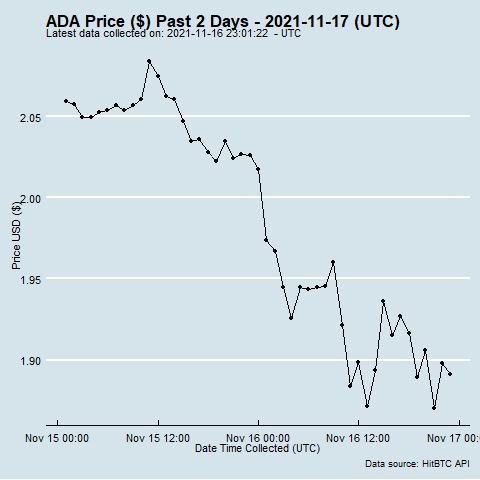 ADA Price ($) Past 2 Days - 2021-11-17 (UTC)
Latest data collected on: 2021-11-16 23:01:22  - UTC
Price USD ($)
2.05
2.00
1.95
1.90
Nov 15 00:00
Nov 15 12:00
Nov 16 00:00
Nov 16 12:00
Nov 17 00:
Date Time Collected (UTC)
Data source: HitBTC API